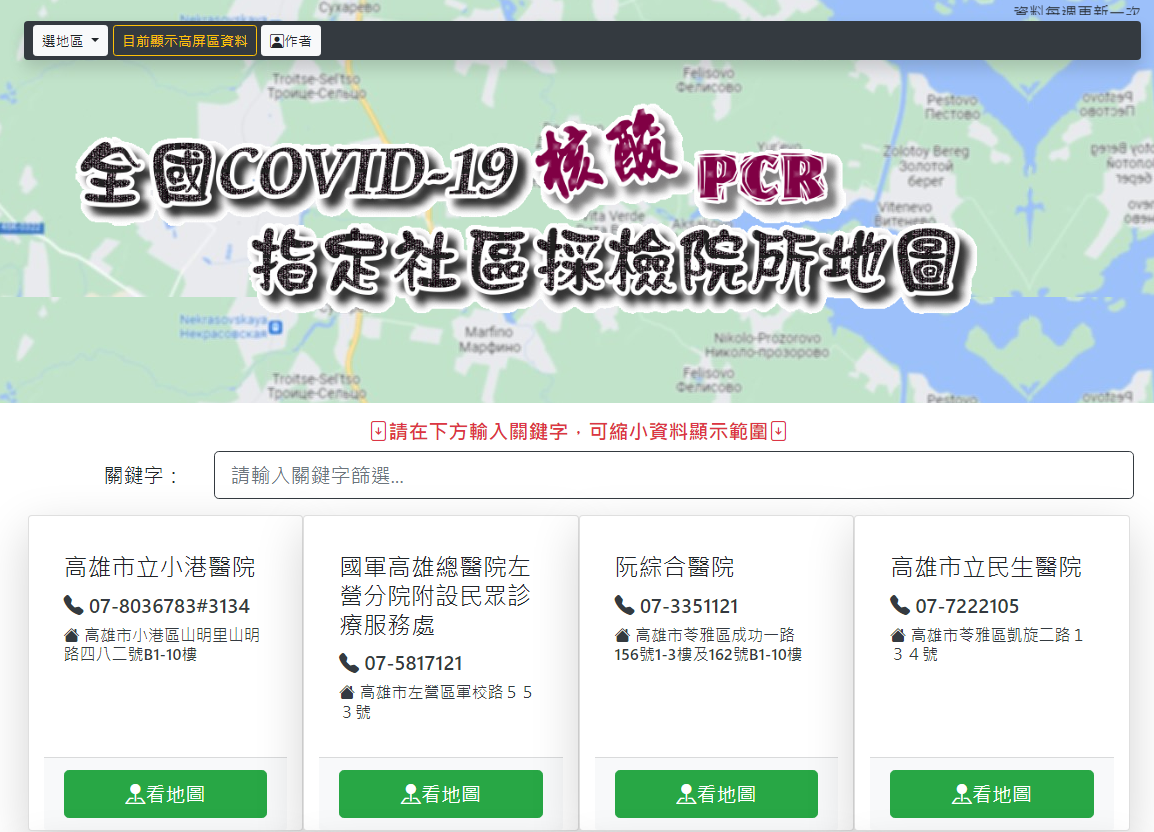 Сухарево
資料每週更新一次
Nekrasovskaya
選地區
目前顯示高屏區資料
作者
Troitse-Sel'tso
Троице-Сельцо
Felisovo
Фелисово
Pestovo
Пестово
Zolotoy Bereg
Золотой
берег
Vitenevo
Витенево
全國COVID-19核酸PCR
指定社區採檢院所地圖
Nekrasovskaya
Некрасовская
Marfino
Марфино
Nikolo-Prozorovo
Николо-прозорово
Troitse-Sel'tso
Троице-Сельцо
Felisovo
Фелисово
Pestovo
請在下方輸入關鍵字，可縮小資料顯示範圍
關鍵字：
請輸入關鍵字篩選...
高雄市立小港醫院
07-8036783#3134
高雄市小港區山明里山明
路四八二號B1-10樓
看地圖
國軍高雄總醫院左
營分院附設民眾診
療服務處
07-5817121
高雄市左營區軍校路５５
３號
看地圖
阮綜合醫院
07-3351121
高雄市苓雅區成功一路
156號1-3樓及162號B1-10樓
看地圖
高雄市立民生醫院
07-7222105
高雄市苓雅區凱旋二路１
３４號
看地圖